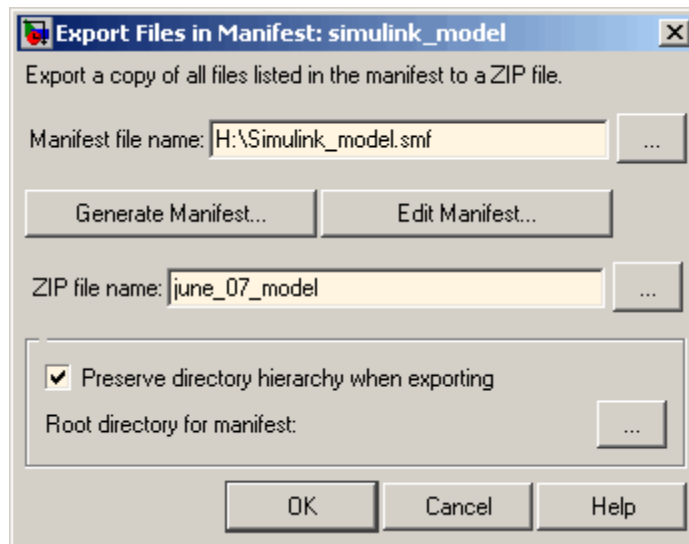 Export Files in Manifest: simulink_model
Export a copy of all files listed in the manifest to a ZIP file.
Manifest file name: H:\Simulink_model.smf ...
Generate Manifest... Edit Manifest...
ZIP file name: june_07_model ...
Preserve directory hierarchy when exporting
Root directory for manifest: ...
OK Cancel Help